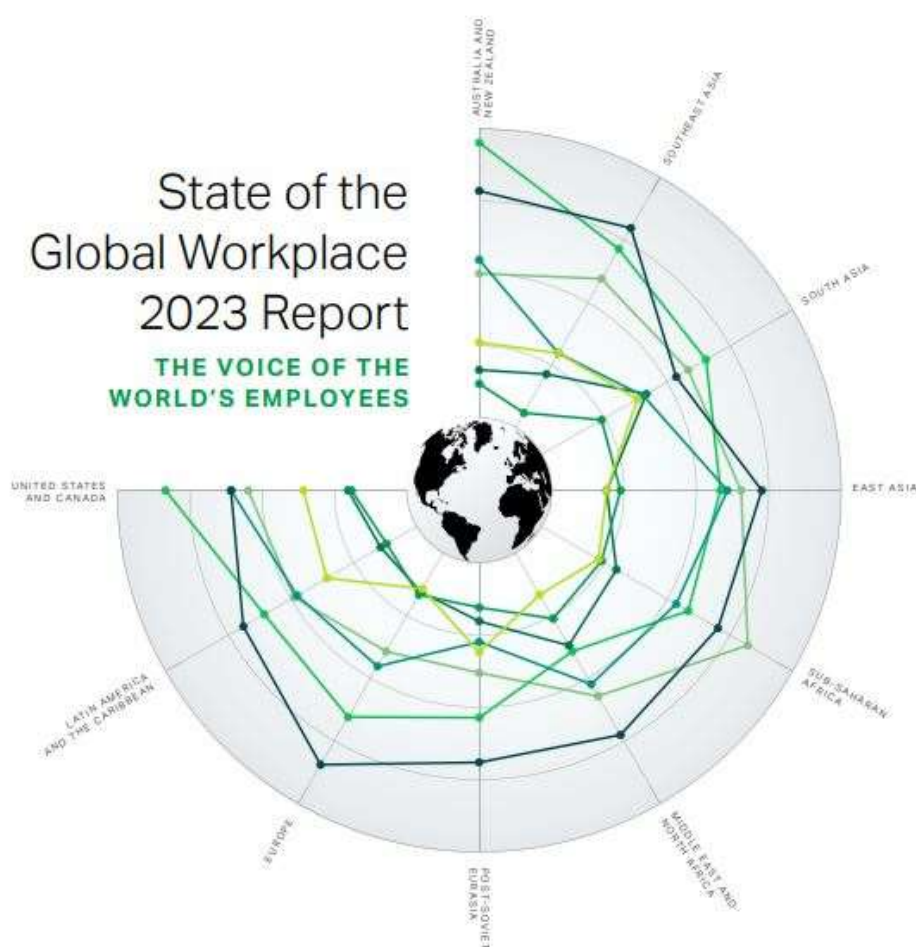 State of the
Global Workplace
2023 Report
THE VOICE OF THE
WORLD'S EMPLOYEES
AUSTRALIA AND
NEW ZEALAND
SOUTHEAST ASIA
SOUTH ASIA
EAST ASIA
SUB-SAHARAN
AFRICA
MIDDLE EAST AND
NORTH AFRICA
POST-SOVIET
EURASIA
EUROPE
LATIN AMERICA
AND THE CARIBBEAN
UNITED STATES
AND CANADA